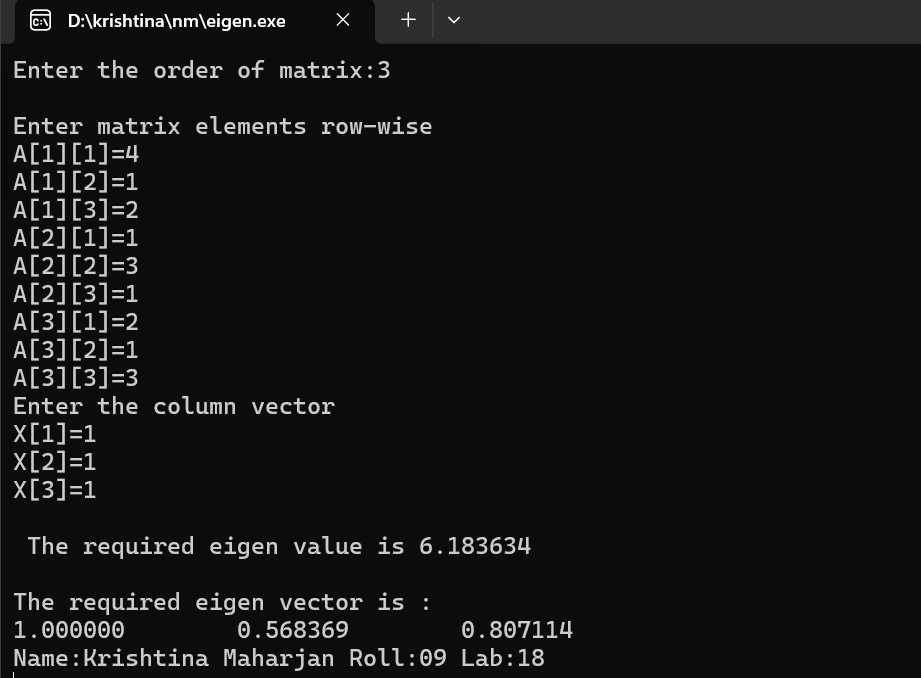 D:\krishtina\nm\eigen.exe
Enter the order of matrix:3
Enter matrix elements row-wise
A[1][1]=4
A[1][2]=1
A[1][3]=2
A[2][1]=1
A[2][2]=3
A[2][3]=1
A[3][1]=2
A[3][2]=1
A[3][3]=3
Enter the column vector
X[1]=1
X[2]=1
X[3]=1
The required eigen value is 6.183634
The required eigen vector is :
1.000000 0.568369 0.807114
Name:Krishtina Maharjan Roll:09 Lab:18